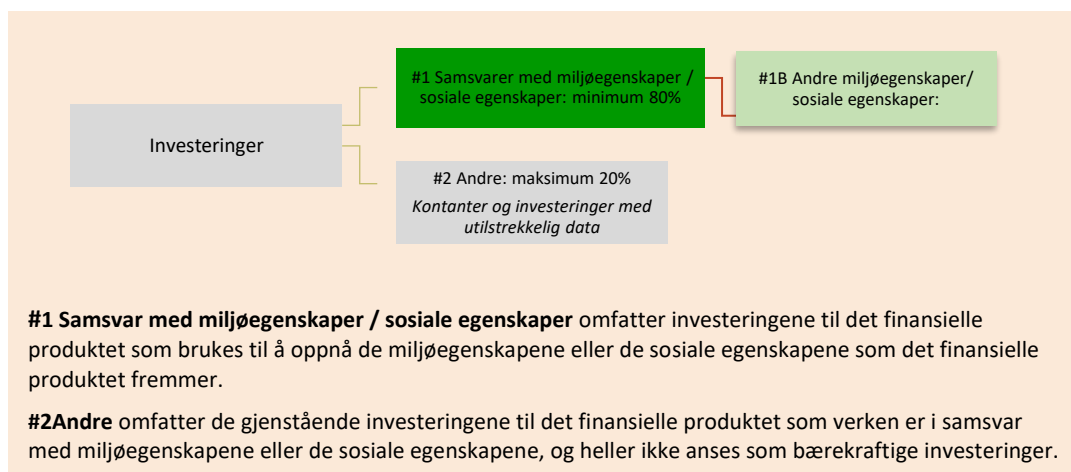 #1 Samsvarer med miljøegenskaper /
sosiale egenskaper: minimum 80%
#1B Andre miljøegenskaper/
sosiale egenskaper:
Investeringer
#2 Andre: maksimum 20%
Kontanter og investeringer med
utilstrekkelig data
#1 Samsvar med miljøegenskaper / sosiale egenskaper omfatter investeringene til det finansielle
produktet som brukes til å oppnå de miljøegenskapene eller de sosiale egenskapene som det finansielle
produktet fremmer.
#2Andre omfatter de gjenstående investeringene til det finansielle produktet som verken er i samsvar
med miljøegenskapene eller de sosiale egenskapene, og heller ikke anses som bærekraftige investeringer.